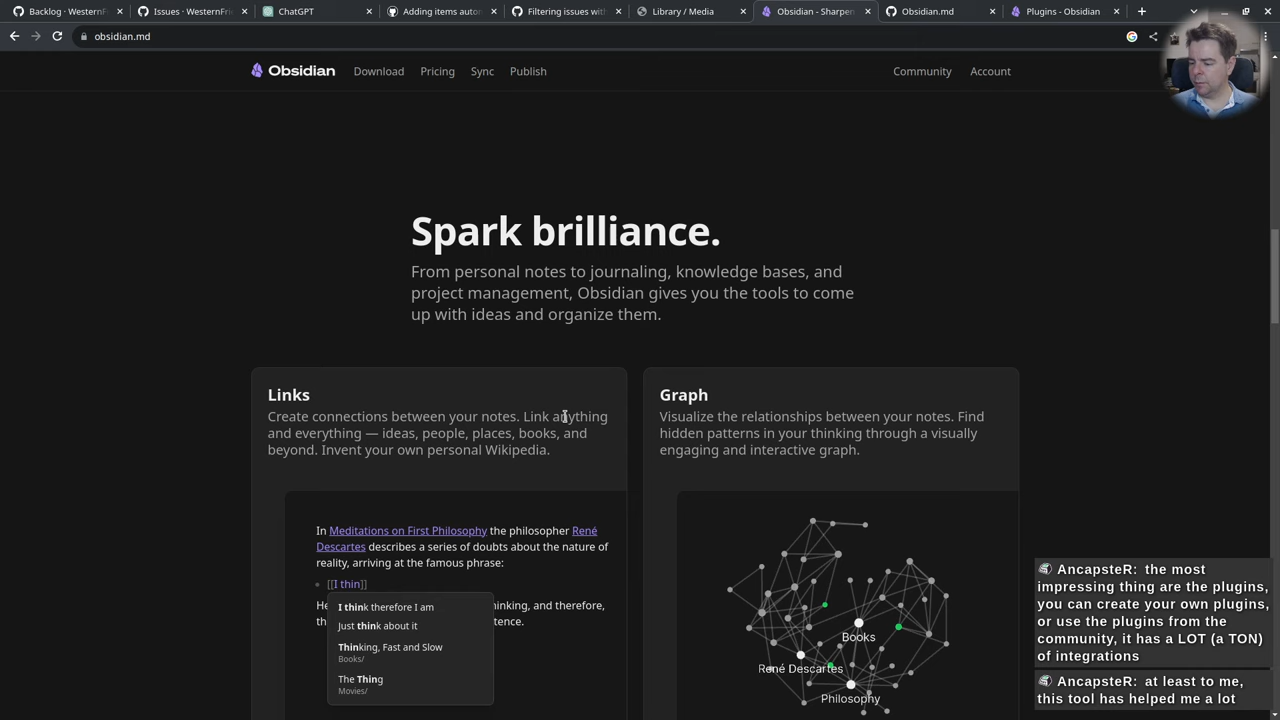 Backlog · WesternFri
Issues · WesternFrie
ChatGPT
Adding items autom
Filtering issues with
Library / Media
Obsidian - Sharpen
Obsidian.md
Plugins - Obsidian
obsidian.md
Obsidian
Download
Pricing
Sync
Publish
Community
Account
Spark brilliance.
From personal notes to journaling, knowledge bases, and
project management, Obsidian gives you the tools to come
up with ideas and organize them.
Links
Create connections between your notes. Link anything
and everything — ideas, people, places, books, and
beyond. Invent your own personal Wikipedia.
In Meditations on First Philosophy the philosopher René
Descartes describes a series of doubts about the nature of
reality, arriving at the famous phrase:
[[I thin]]
He
inking, and therefore,
th
tence.
I think therefore I am
Just think about it
Thinking, Fast and Slow
Books/
The Thing
Movies/
Graph
Visualize the relationships between your notes. Find
hidden patterns in your thinking through a visually
engaging and interactive graph.
Books
René Descartes
Philosophy
AncapsteR: the most
impressing thing are the plugins,
you can create your own plugins,
or use the plugins from the
community, it has a LOT (a TON)
of integrations
AncapsteR: at least to me,
this tool has helped me a lot